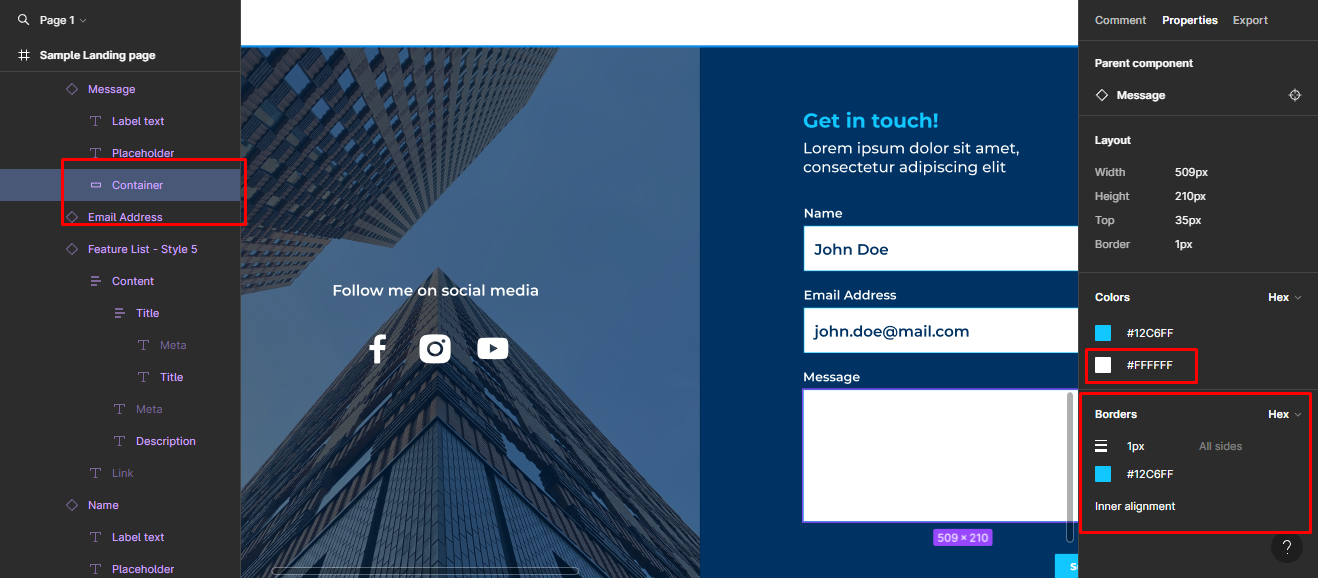 Page 1
Sample Landing page
Message
Label text
Placeholder
Container
Email Address
Feature List - Style 5
Content
Title
Meta
Title
Meta
Description
Link
Name
Label text
Placeholder
Follow me on social media
Get in touch!
Lorem ipsum dolor sit amet,
consectetur adipiscing elit
Name
John Doe
Email Address
john.doe@mail.com
Message
509 × 210
Comment Properties Export
Parent component
Message
Layout
Width 509px
Height 210px
Top 35px
Border 1px
Colors Hex
#12C6FF
#FFFFFF
Borders Hex
1px All sides
#12C6FF
Inner alignment
?